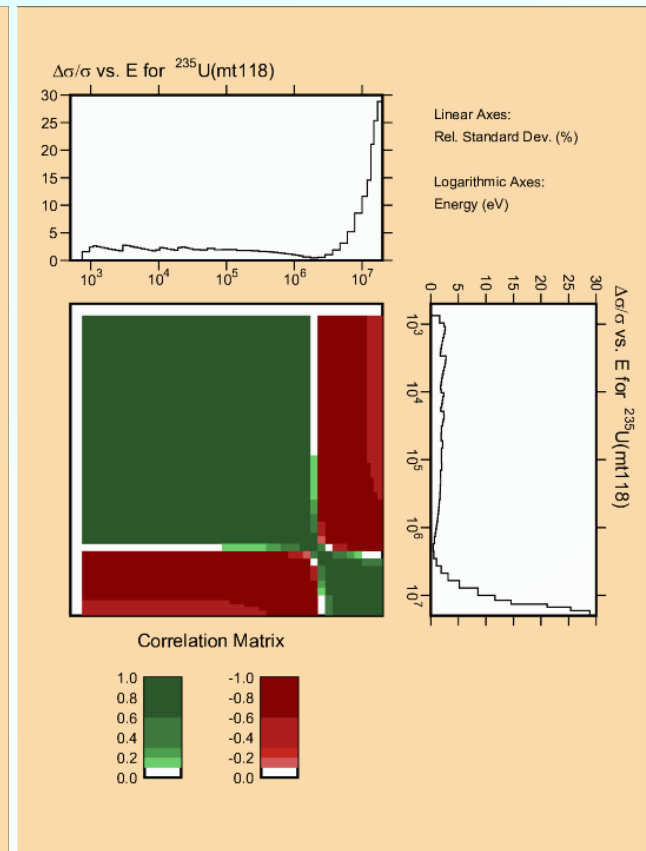 Δσ/σ vs. E for ²³⁵U(mt118)
30
25
20
15
10
5
0
10³ 10⁴ 10⁵ 10⁶ 10⁷
Linear Axes:
Rel. Standard Dev. (%)
Logarithmic Axes:
Energy (eV)
0 5 10 15 20 25 30
10³
10⁴
10⁵
10⁶
10⁷
Δσ/σ vs. E for ²³⁵U(mt118)
Correlation Matrix
1.0
0.8
0.6
0.4
0.2
0.0
-1.0
-0.8
-0.6
-0.4
-0.2
0.0